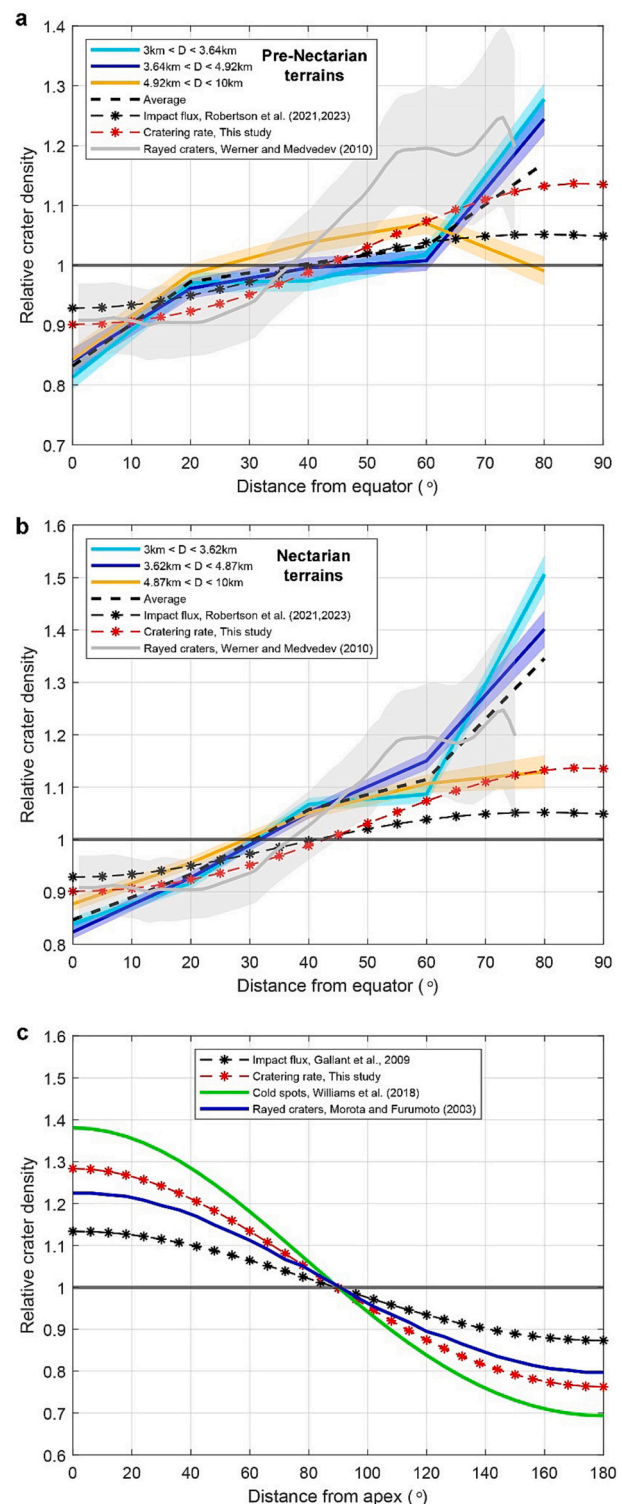 a
1.4
1.3
1.2
1.1
1
0.9
0.8
0.7
Relative crater density
3km < D < 3.64km
3.64km < D < 4.92km
4.92km < D < 10km
Average
Impact flux, Robertson et al. (2021,2023)
Cratering rate, This study
Rayed craters, Werner and Medvedev (2010)
Pre-Nectarian
terrains
0 10 20 30 40 50 60 70 80 90
Distance from equator (°)
b
1.6
1.5
1.4
1.3
1.2
1.1
1
0.9
0.8
Relative crater density
3km < D < 3.62km
3.62km < D < 4.87km
4.87km < D < 10km
Average
Impact flux, Robertson et al. (2021,2023)
Cratering rate, This study
Rayed craters, Werner and Medvedev (2010)
Nectarian
terrains
0 10 20 30 40 50 60 70 80 90
Distance from equator (°)
c
1.6
1.5
1.4
1.3
1.2
1.1
1
0.9
0.8
0.7
0.6
Relative crater density
Impact flux, Gallant et al., 2009
Cratering rate, This study
Cold spots, Williams et al. (2018)
Rayed craters, Morota and Furumoto (2003)
0 20 40 60 80 100 120 140 160 180
Distance from apex (°)